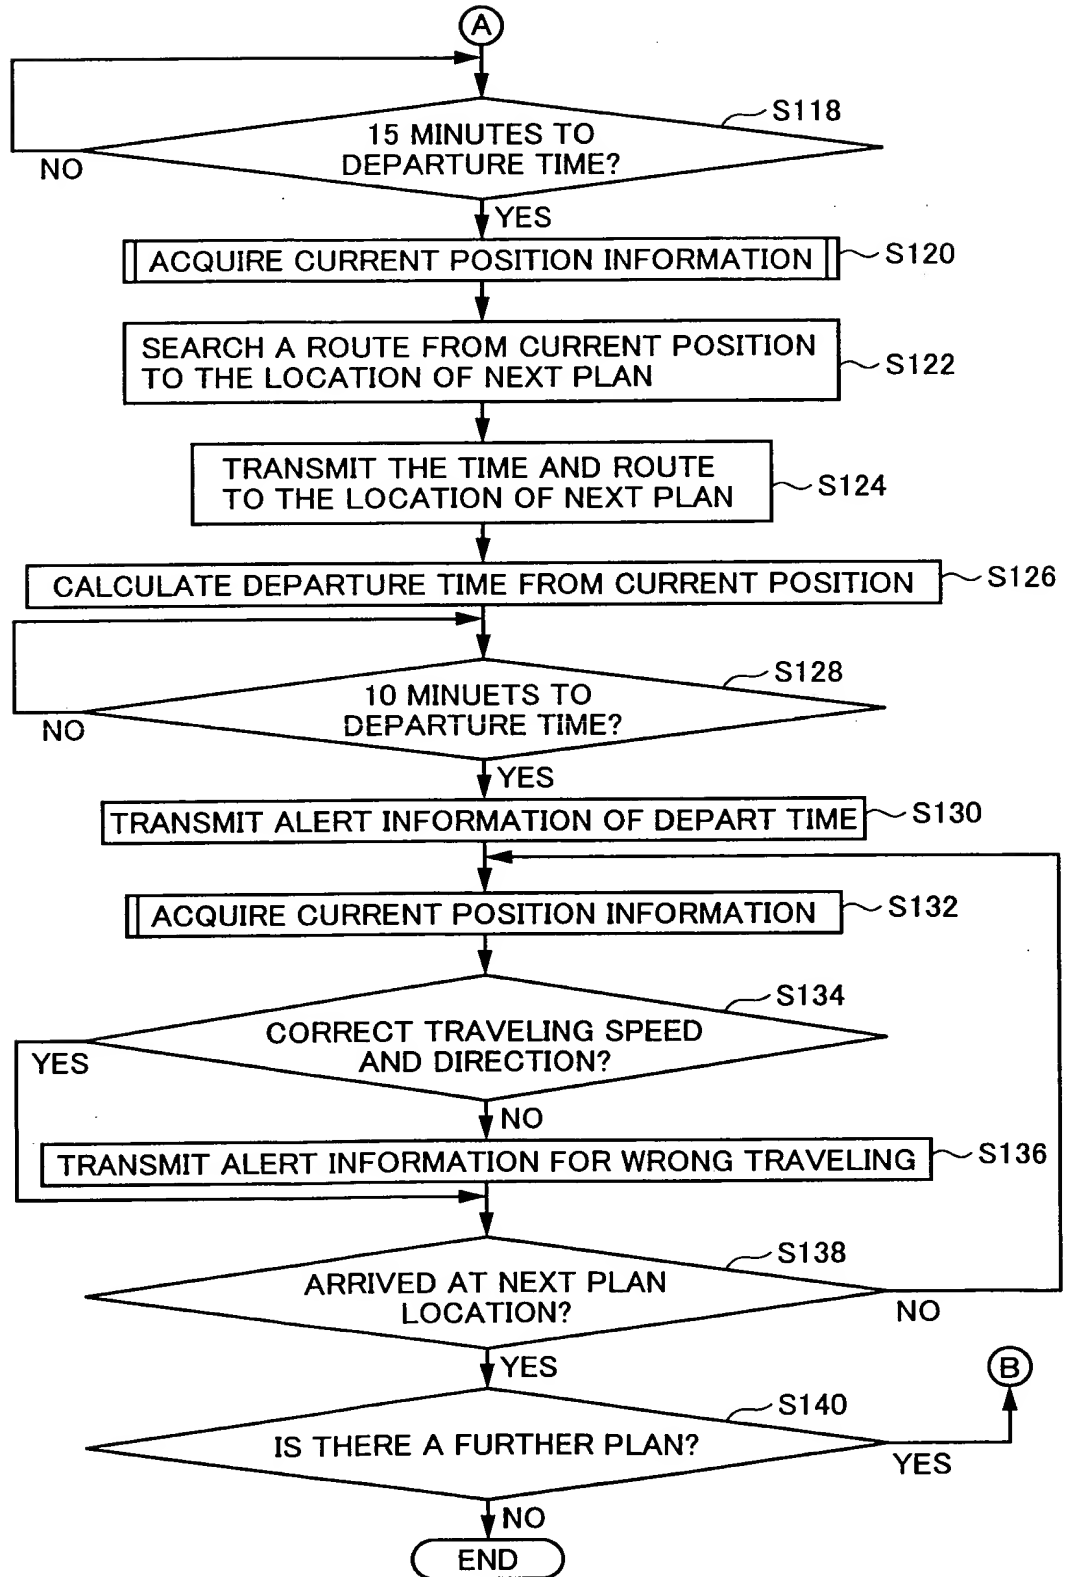 A
S118
15 MINUTES TO
DEPARTURE TIME?
NO
YES
ACQUIRE CURRENT POSITION INFORMATION
S120
SEARCH A ROUTE FROM CURRENT POSITION
TO THE LOCATION OF NEXT PLAN
S122
TRANSMIT THE TIME AND ROUTE
TO THE LOCATION OF NEXT PLAN
S124
CALCULATE DEPARTURE TIME FROM CURRENT POSITION
S126
S128
10 MINUETS TO
DEPARTURE TIME?
NO
YES
TRANSMIT ALERT INFORMATION OF DEPART TIME
S130
ACQUIRE CURRENT POSITION INFORMATION
S132
S134
CORRECT TRAVELING SPEED
AND DIRECTION?
YES
NO
TRANSMIT ALERT INFORMATION FOR WRONG TRAVELING
S136
S138
ARRIVED AT NEXT PLAN
LOCATION?
NO
YES
B
S140
IS THERE A FURTHER PLAN?
YES
NO
END